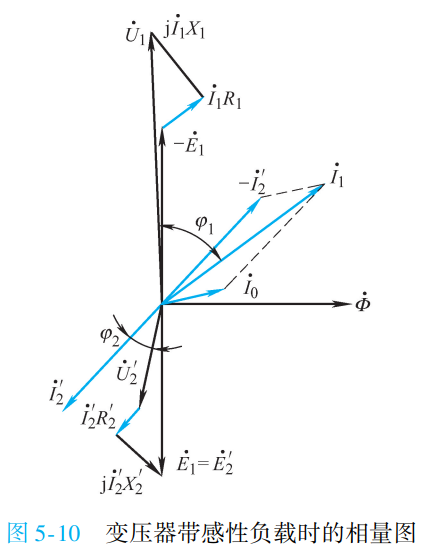 U̇₁ jİ₁X₁
İ₁R₁
−Ė₁
−İ₂′ İ₁
φ₁
İ₀
Φ̇
φ₂
U̇₂′
İ₂′
İ₂′R₂′
Ė₁=Ė₂′
jİ₂′X₂′
图 5-10 变压器带感性负载时的相量图